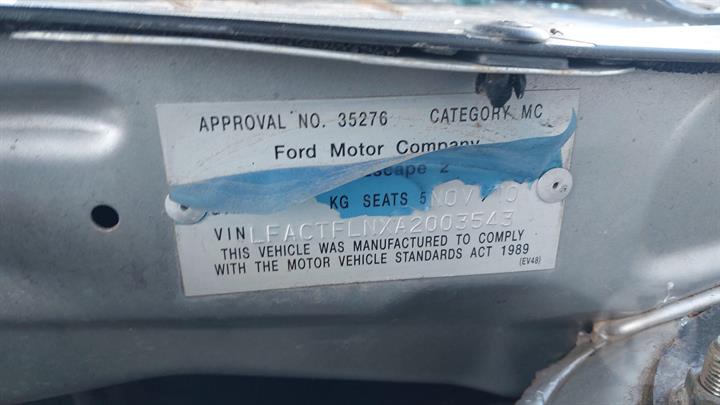 APPROVAL NO. 35276 CATEGORY MC
Ford Motor Company
Escape 2
KG SEATS 5 NOV 10
VIN LFACTFLNXA2003543
THIS VEHICLE WAS MANUFACTURED TO COMPLY
WITH THE MOTOR VEHICLE STANDARDS ACT 1989
(EV48)